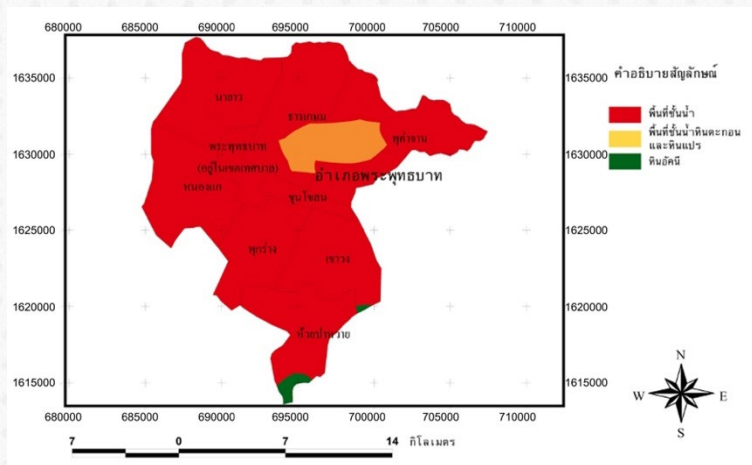 680000 685000 690000 695000 700000 705000 710000
1635000 1635000
คำอธิบายสัญลักษณ์
พื้นที่ชั้นน้ำ
พื้นที่ชั้นน้ำหินตะกอน
และหินแปร
หินอัคนี
นายาว
ธารเกษม
พุคำจาน
พระพุทธบาท
1630000 1630000
(อยู่ในเขตเทศบาล)
อำเภอพระพุทธบาท
หนองแก
ขุนโขลน
1625000 1625000
พุกร่าง
เขาวง
1620000 1620000
ห้วยป่าหวาย
1615000 1615000
680000 685000 690000 695000 700000 705000 710000
N
W E
S
7 0 7 14 กิโลเมตร